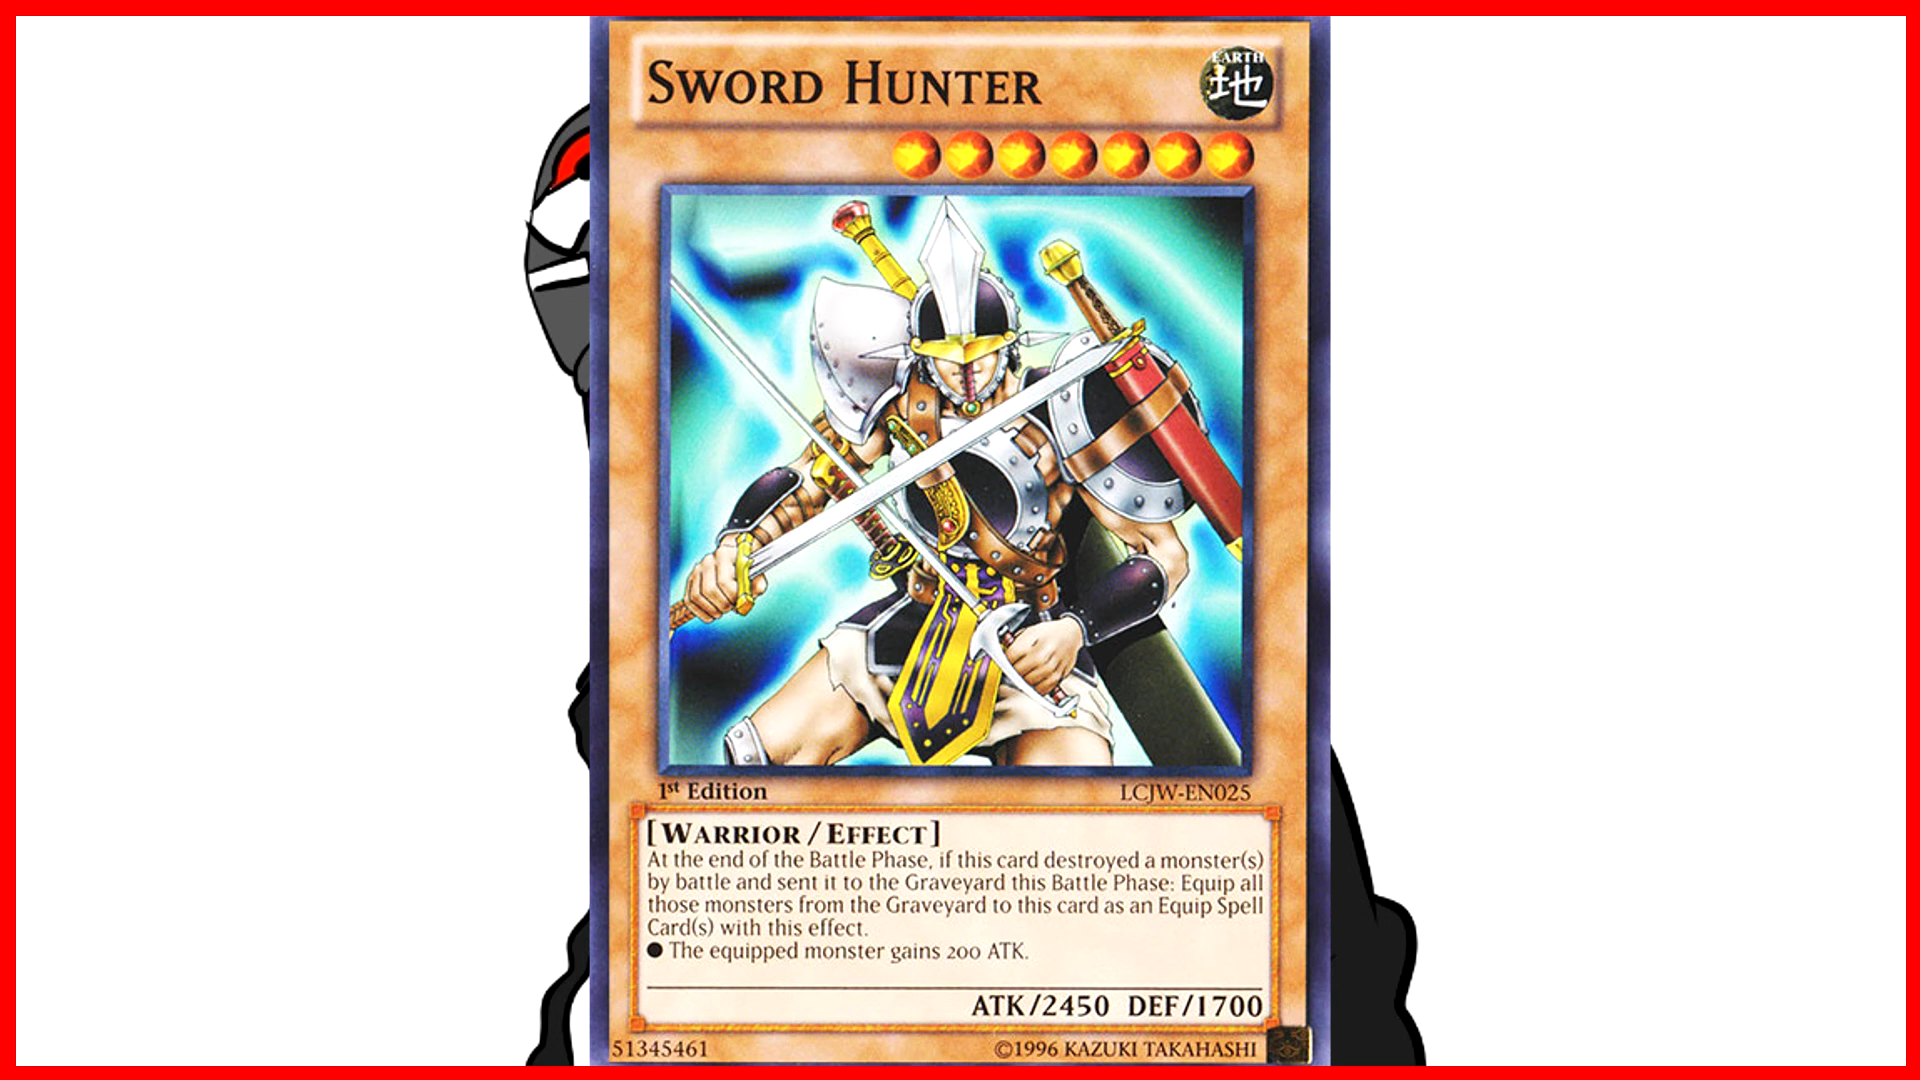 SWORD HUNTER
EARTH
地
1st Edition
LCJW-EN025
[WARRIOR/EFFECT]
At the end of the Battle Phase, if this card destroyed a monster(s)
by battle and sent it to the Graveyard this Battle Phase: Equip all
those monsters from the Graveyard to this card as an Equip Spell
Card(s) with this effect.
● The equipped monster gains 200 ATK.
ATK/2450 DEF/1700
51345461
©1996 KAZUKI TAKAHASHI